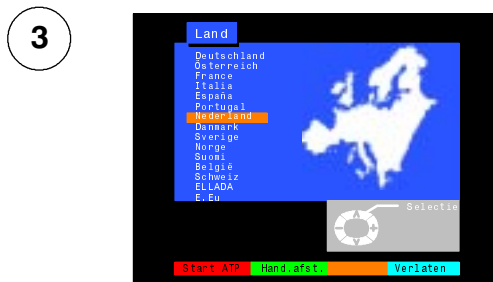 3
Land
Deutschland
Österreich
France
Italia
España
Portugal
Nederland
Danmark
Sverige
Norge
Suomi
België
Schweiz
ELLADA
E.Eu
Selectie
Start ATP Hand.afst. Verlaten